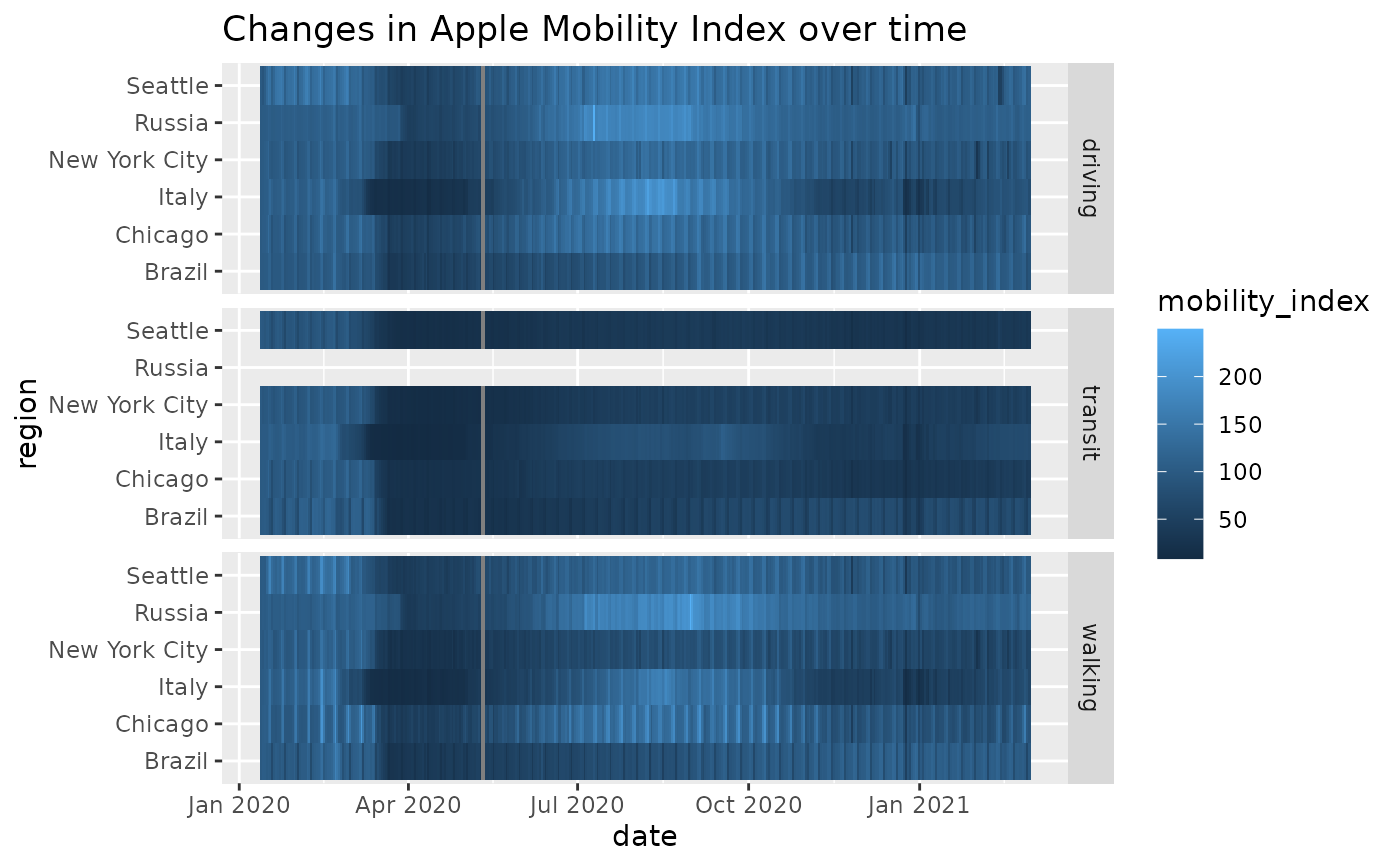 Changes in Apple Mobility Index over time
Seattle
Russia
New York City
Italy
Chicago
Brazil
driving
Seattle
Russia
New York City
Italy
Chicago
Brazil
transit
Seattle
Russia
New York City
Italy
Chicago
Brazil
walking
region
Jan 2020 Apr 2020 Jul 2020 Oct 2020 Jan 2021
date
mobility_index
200
150
100
50